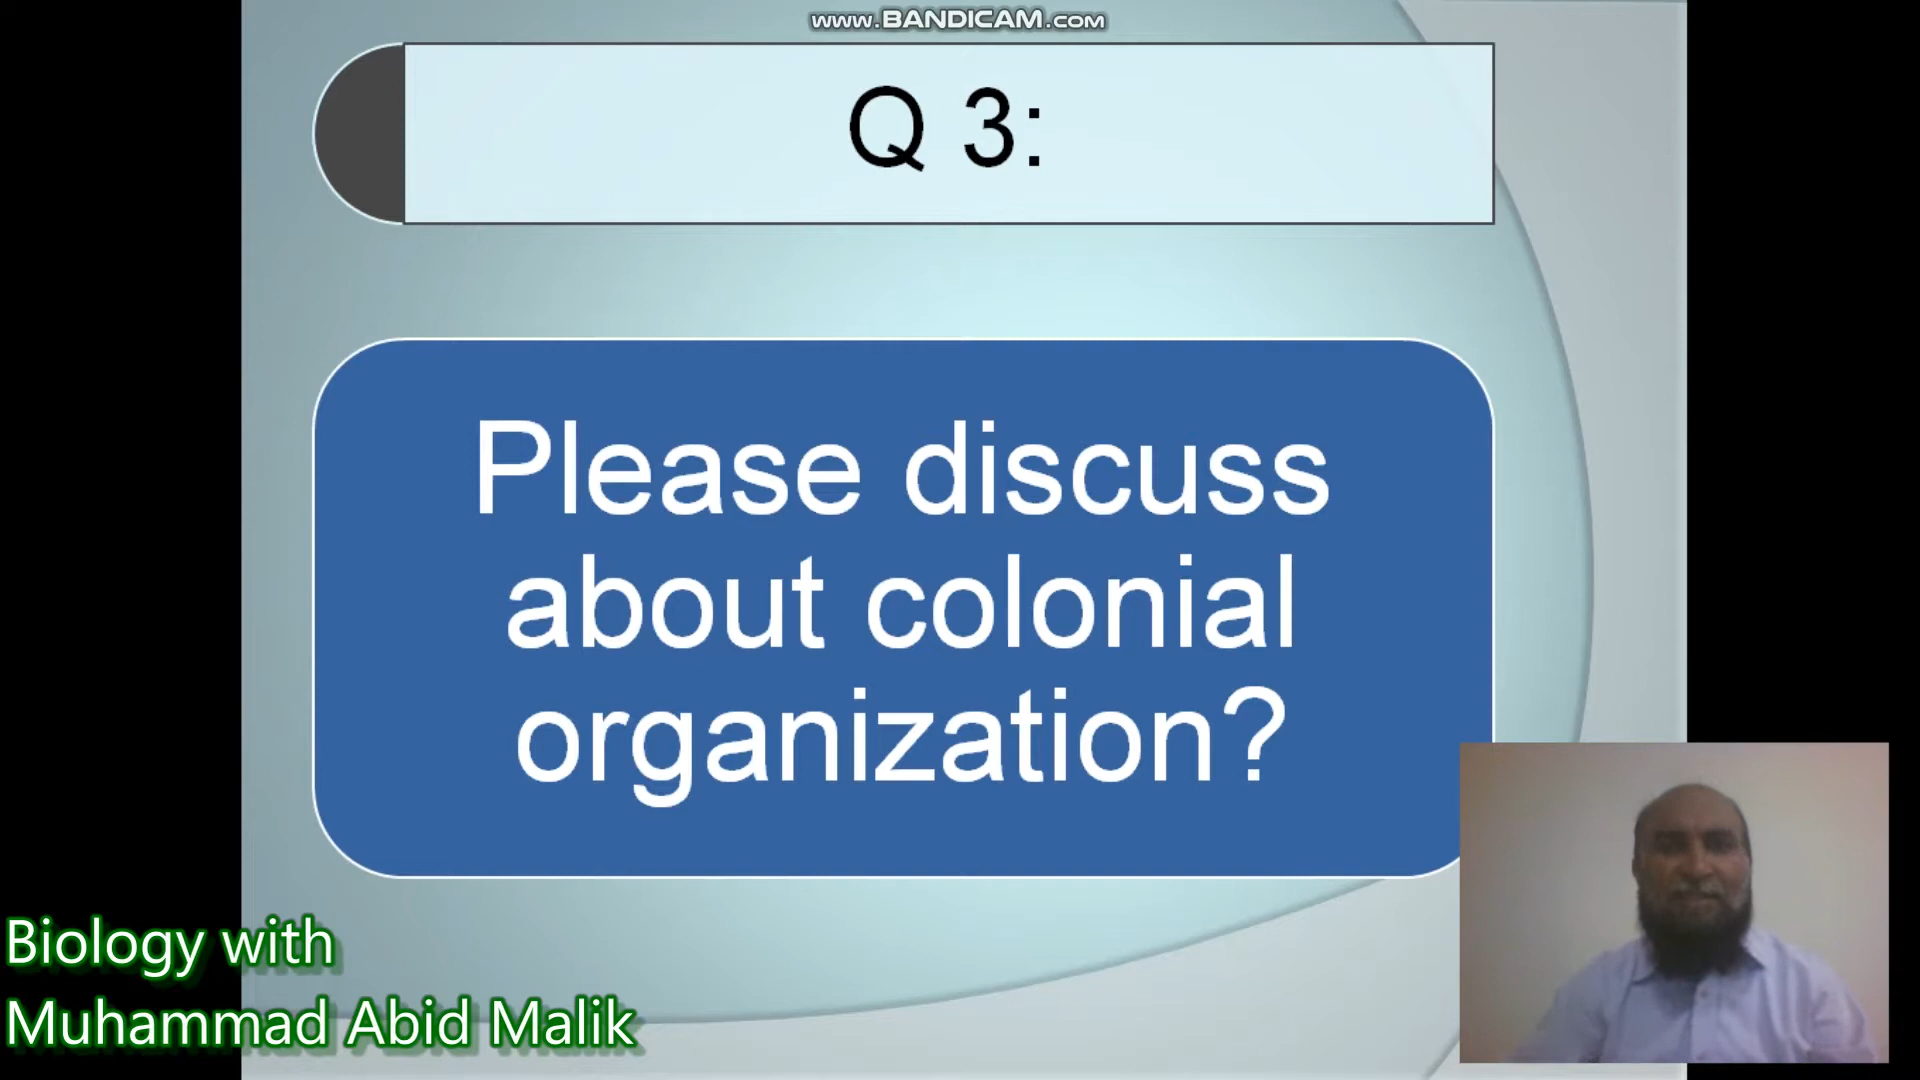 www.BANDICAM.com
Q 3:
Please discuss
about colonial
organization?
Biology with
Muhammad Abid Malik